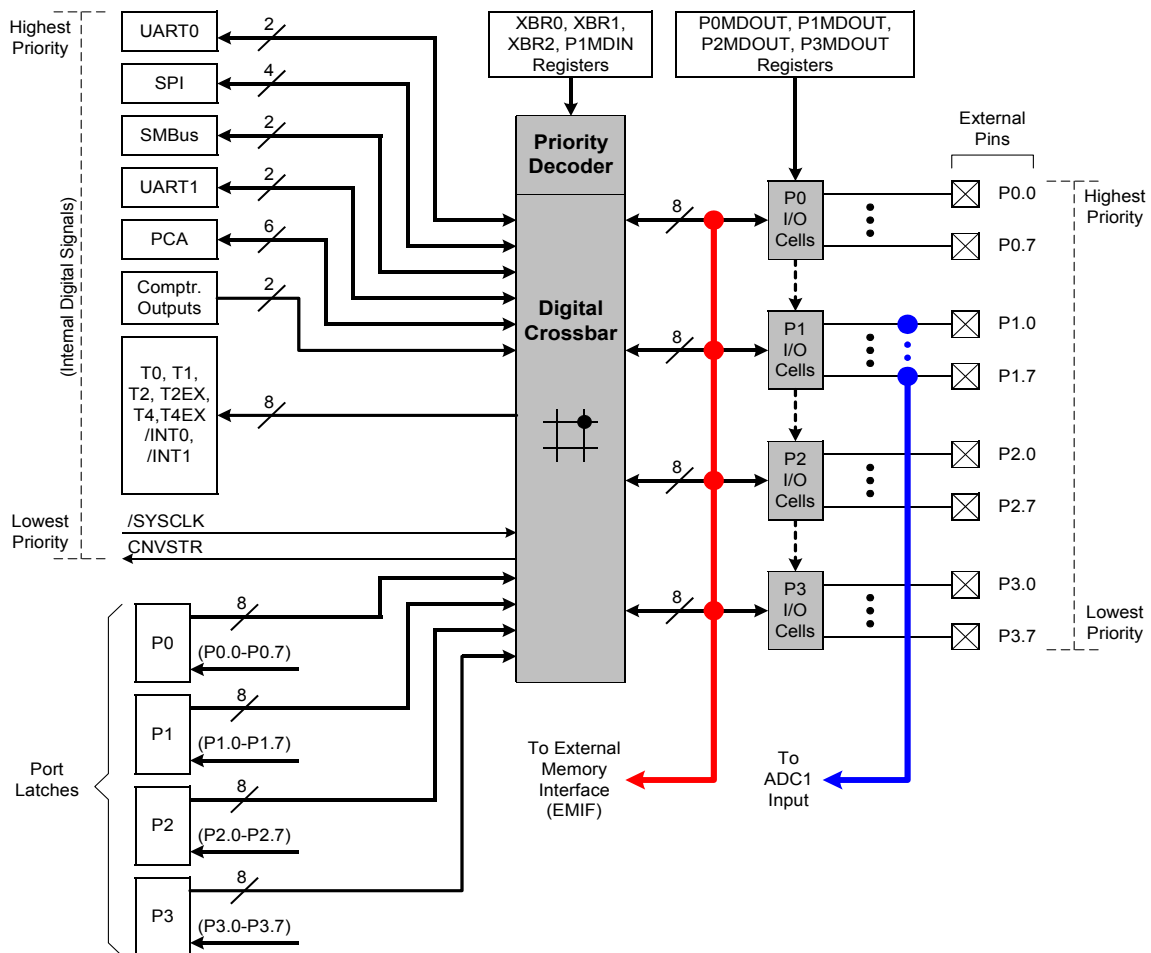 Highest
Priority
(Internal Digital Signals)
Lowest
Priority
UART0
2
SPI
4
SMBus
2
UART1
2
PCA
6
Comptr.
Outputs
2
T0, T1,
T2, T2EX,
T4,T4EX
/INT0,
/INT1
8
/SYSCLK
CNVSTR
Port
Latches
P0
8
(P0.0-P0.7)
P1
8
(P1.0-P1.7)
P2
8
(P2.0-P2.7)
P3
8
(P3.0-P3.7)
XBR0, XBR1,
XBR2, P1MDIN
Registers
Priority
Decoder
Digital
Crossbar
P0MDOUT, P1MDOUT,
P2MDOUT, P3MDOUT
Registers
External
Pins
8
P0
I/O
Cells
P0.0
P0.7
8
P1
I/O
Cells
P1.0
P1.7
8
P2
I/O
Cells
P2.0
P2.7
8
P3
I/O
Cells
P3.0
P3.7
Highest
Priority
Lowest
Priority
To External
Memory
Interface
(EMIF)
To
ADC1
Input